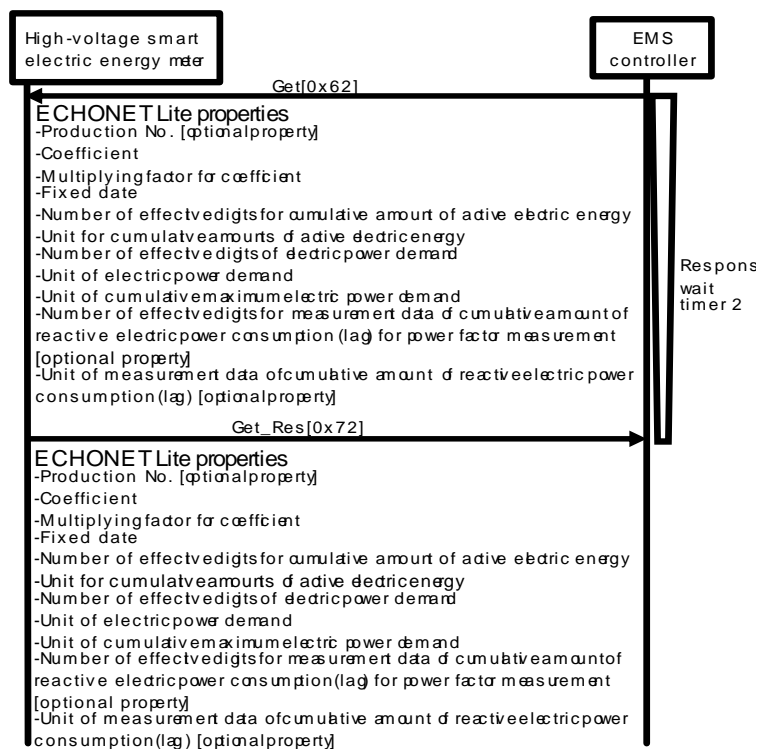 High-voltage smart
electric energy meter
EMS
controller
Get[0x62]
ECHONET Lite properties
-Production No. [optional property]
-Coefficient
-Multiplying factor for coefficient
-Fixed date
-Number of effective digits for cumulative amount of active electric energy
-Unit for cumulative amounts of active electric energy
-Number of effective digits of electric power demand
-Unit of electric power demand
-Unit of cumulative maximum electric power demand
-Number of effective digits for measurement data of cumulative amount of
reactive electric power consumption (lag) for power factor measurement
[optional property]
-Unit of measurement data of cumulative amount of reactive electric power
consumption (lag) [optional property]
Respons
wait
timer 2
Get_Res[0x72]
ECHONET Lite properties
-Production No. [optional property]
-Coefficient
-Multiplying factor for coefficient
-Fixed date
-Number of effective digits for cumulative amount of active electric energy
-Unit for cumulative amounts of active electric energy
-Number of effective digits of electric power demand
-Unit of electric power demand
-Unit of cumulative maximum electric power demand
-Number of effective digits for measurement data of cumulative amount of
reactive electric power consumption (lag) for power factor measurement
[optional property]
-Unit of measurement data of cumulative amount of reactive electric power
consumption (lag) [optional property]